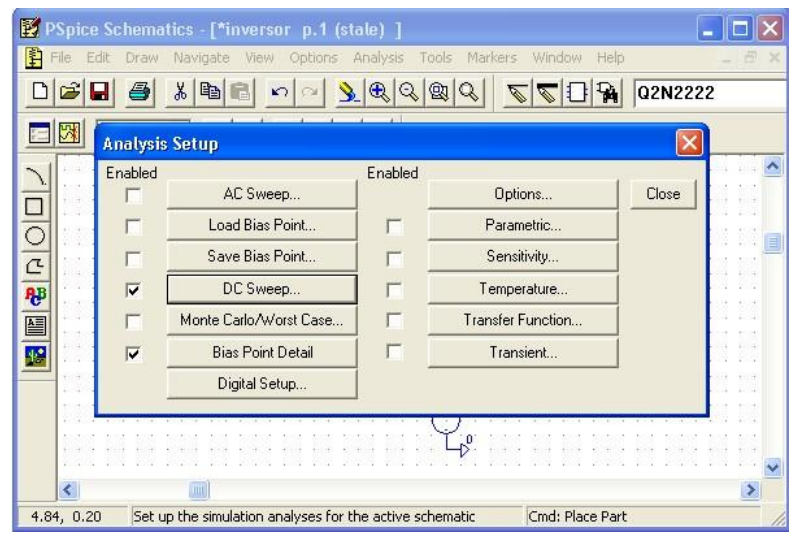 PSpice Schematics - [*inversor p.1 (stale) ]
File Edit Draw Navigate View Options Analysis Tools Markers Window Help
Q2N2222
Analysis Setup
Enabled Enabled
AC Sweep... Options... Close
Load Bias Point... Parametric...
Save Bias Point... Sensitivity...
DC Sweep... Temperature...
Monte Carlo/Worst Case... Transfer Function...
Bias Point Detail Transient...
Digital Setup...
0
4.84, 0.20 Set up the simulation analyses for the active schematic Cmd: Place Part